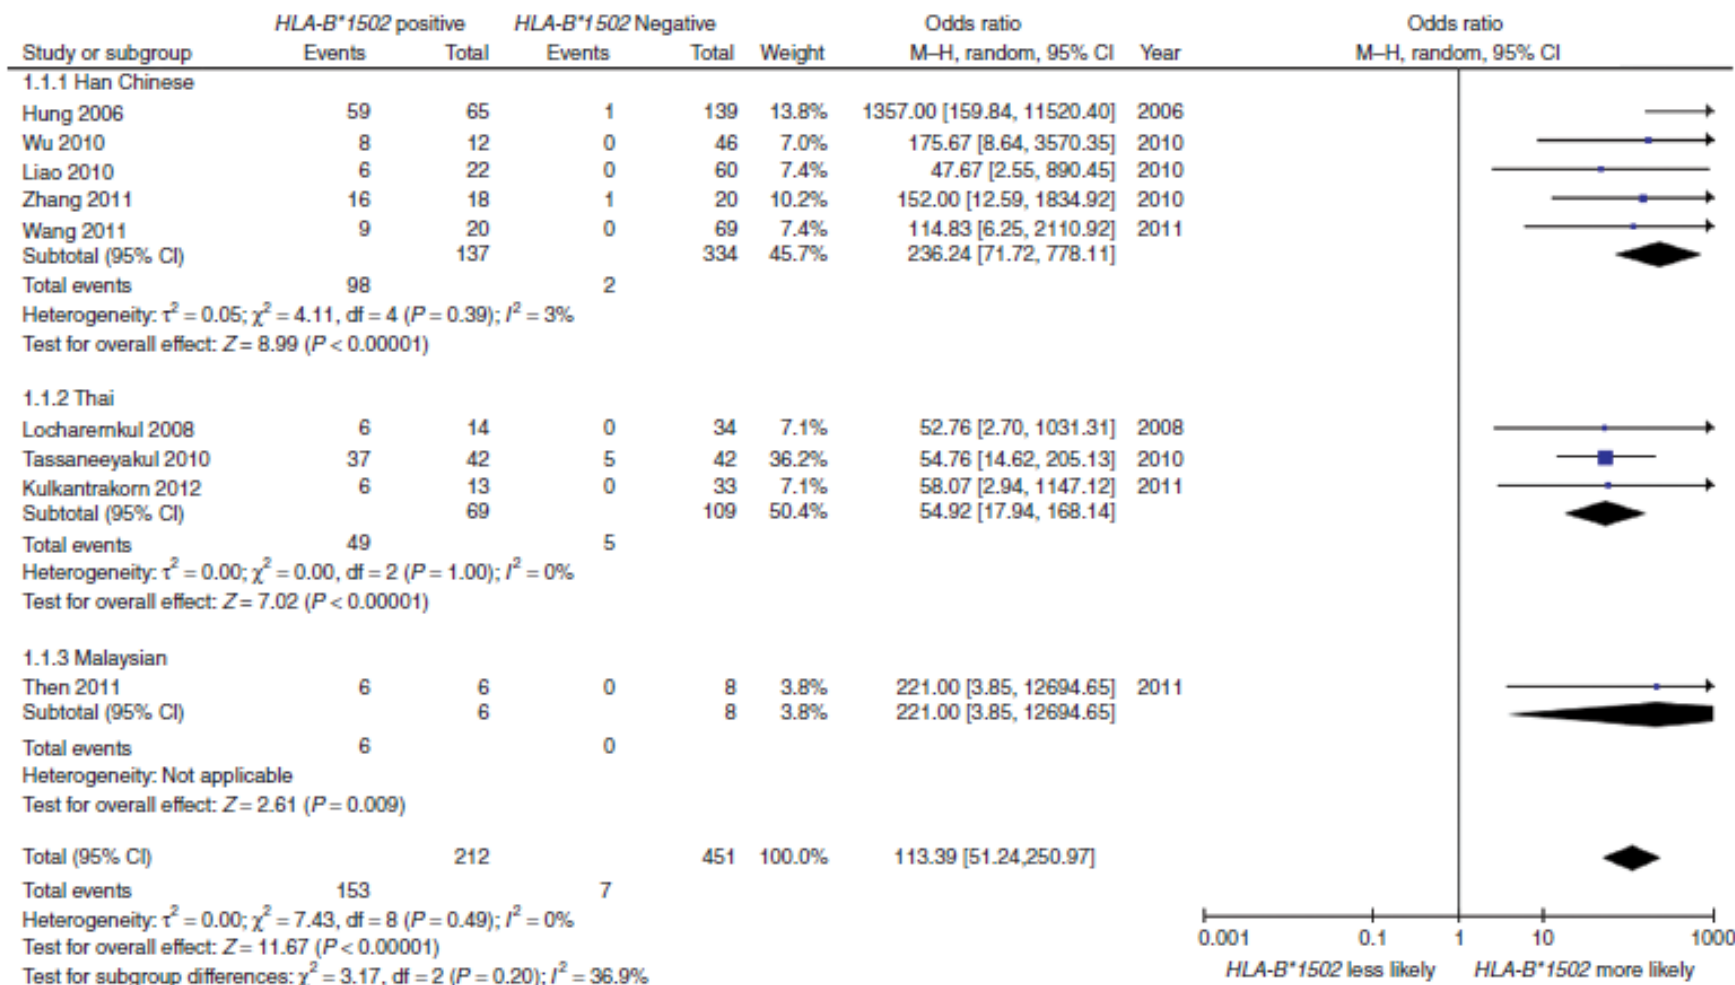 HLA-B*1502 positive HLA-B*1502 Negative Odds ratio Odds ratio
Study or subgroup Events Total Events Total Weight M–H, random, 95% CI Year M–H, random, 95% CI
1.1.1 Han Chinese
Hung 2006 59 65 1 139 13.8% 1357.00 [159.84, 11520.40] 2006
Wu 2010 8 12 0 46 7.0% 175.67 [8.64, 3570.35] 2010
Liao 2010 6 22 0 60 7.4% 47.67 [2.55, 890.45] 2010
Zhang 2011 16 18 1 20 10.2% 152.00 [12.59, 1834.92] 2010
Wang 2011 9 20 0 69 7.4% 114.83 [6.25, 2110.92] 2011
Subtotal (95% CI) 137 334 45.7% 236.24 [71.72, 778.11]
Total events 98 2
Heterogeneity: τ² = 0.05; χ² = 4.11, df = 4 (P = 0.39); I² = 3%
Test for overall effect: Z = 8.99 (P < 0.00001)
1.1.2 Thai
Locharernkul 2008 6 14 0 34 7.1% 52.76 [2.70, 1031.31] 2008
Tassaneeyakul 2010 37 42 5 42 36.2% 54.76 [14.62, 205.13] 2010
Kulkantrakorn 2012 6 13 0 33 7.1% 58.07 [2.94, 1147.12] 2011
Subtotal (95% CI) 69 109 50.4% 54.92 [17.94, 168.14]
Total events 49 5
Heterogeneity: τ² = 0.00; χ² = 0.00, df = 2 (P = 1.00); I² = 0%
Test for overall effect: Z = 7.02 (P < 0.00001)
1.1.3 Malaysian
Then 2011 6 6 0 8 3.8% 221.00 [3.85, 12694.65] 2011
Subtotal (95% CI) 6 8 3.8% 221.00 [3.85, 12694.65]
Total events 6 0
Heterogeneity: Not applicable
Test for overall effect: Z = 2.61 (P = 0.009)
Total (95% CI) 212 451 100.0% 113.39 [51.24,250.97]
Total events 153 7
Heterogeneity: τ² = 0.00; χ² = 7.43, df = 8 (P = 0.49); I² = 0%
Test for overall effect: Z = 11.67 (P < 0.00001)
Test for subgroup differences: χ² = 3.17, df = 2 (P = 0.20); I² = 36.9%
0.001 0.1 1 10 1000
HLA-B*1502 less likely HLA-B*1502 more likely